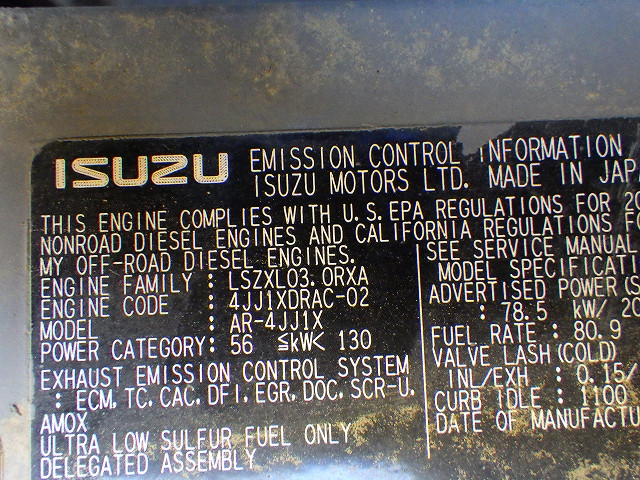 ISUZU EMISSION CONTROL INFORMATION
ISUZU MOTORS LTD. MADE IN JAPA
THIS ENGINE COMPLIES WITH U.S.EPA REGULATIONS FOR 20
NONROAD DIESEL ENGINES AND CALIFORNIA REGULATIONS FO
MY OFF-ROAD DIESEL ENGINES.
ENGINE FAMILY : LSZXL03.0RXA
ENGINE CODE : 4JJ1XDRAC-02
MODEL : AR-4JJ1X
POWER CATEGORY: 56 ≦kW< 130
EXHAUST EMISSION CONTROL SYSTEM
: ECM.TC.CAC.DFI.EGR.DOC.SCR-U.
AMOX
ULTRA LOW SULFUR FUEL ONLY
DELEGATED ASSEMBLY
SEE SERVICE MANUAL
MODEL SPECIFICATI
ADVERTISED POWER(S
: 78.5 kW/ 20
FUEL RATE : 80.9
VALVE LASH(COLD)
INL/EXH : 0.15/
CURB IDLE : 1100
DATE OF MANUFACTU